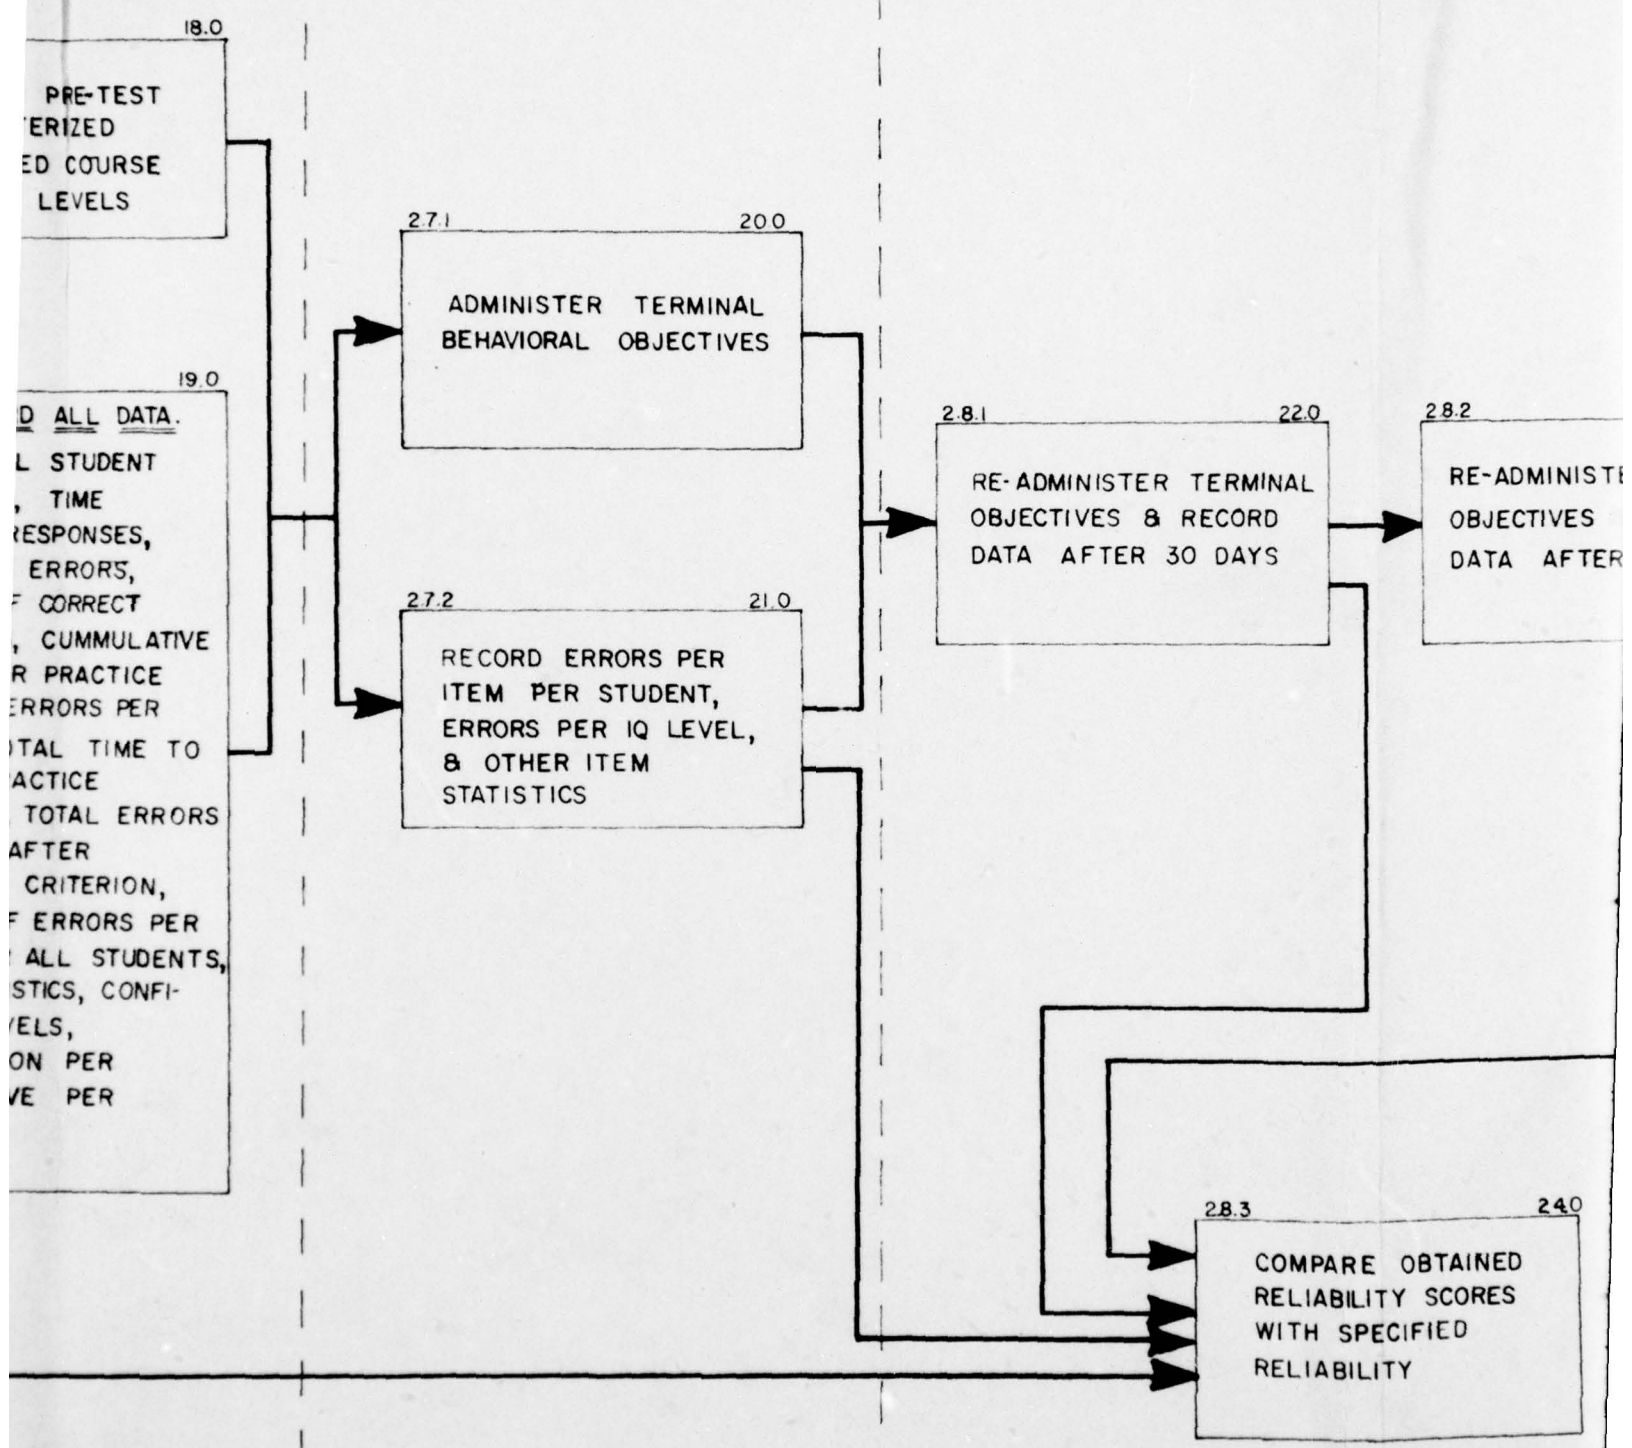 18.0
PRE-TEST
ERIZED
ED COURSE
LEVELS
19.0
D ALL DATA.
L STUDENT
, TIME
RESPONSES,
ERRORS,
F CORRECT
, CUMMULATIVE
R PRACTICE
ERRORS PER
OTAL TIME TO
ACTICE
TOTAL ERRORS
AFTER
CRITERION,
F ERRORS PER
ALL STUDENTS,
STICS, CONFI-
VELS,
ON PER
VE PER
2.7.1 20.0
ADMINISTER TERMINAL
BEHAVIORAL OBJECTIVES
2.7.2 21.0
RECORD ERRORS PER
ITEM PER STUDENT,
ERRORS PER IQ LEVEL,
& OTHER ITEM
STATISTICS
2.8.1 22.0
RE-ADMINISTER TERMINAL
OBJECTIVES & RECORD
DATA AFTER 30 DAYS
2.8.2
RE-ADMINISTE
OBJECTIVES
DATA AFTER
2.8.3 24.0
COMPARE OBTAINED
RELIABILITY SCORES
WITH SPECIFIED
RELIABILITY